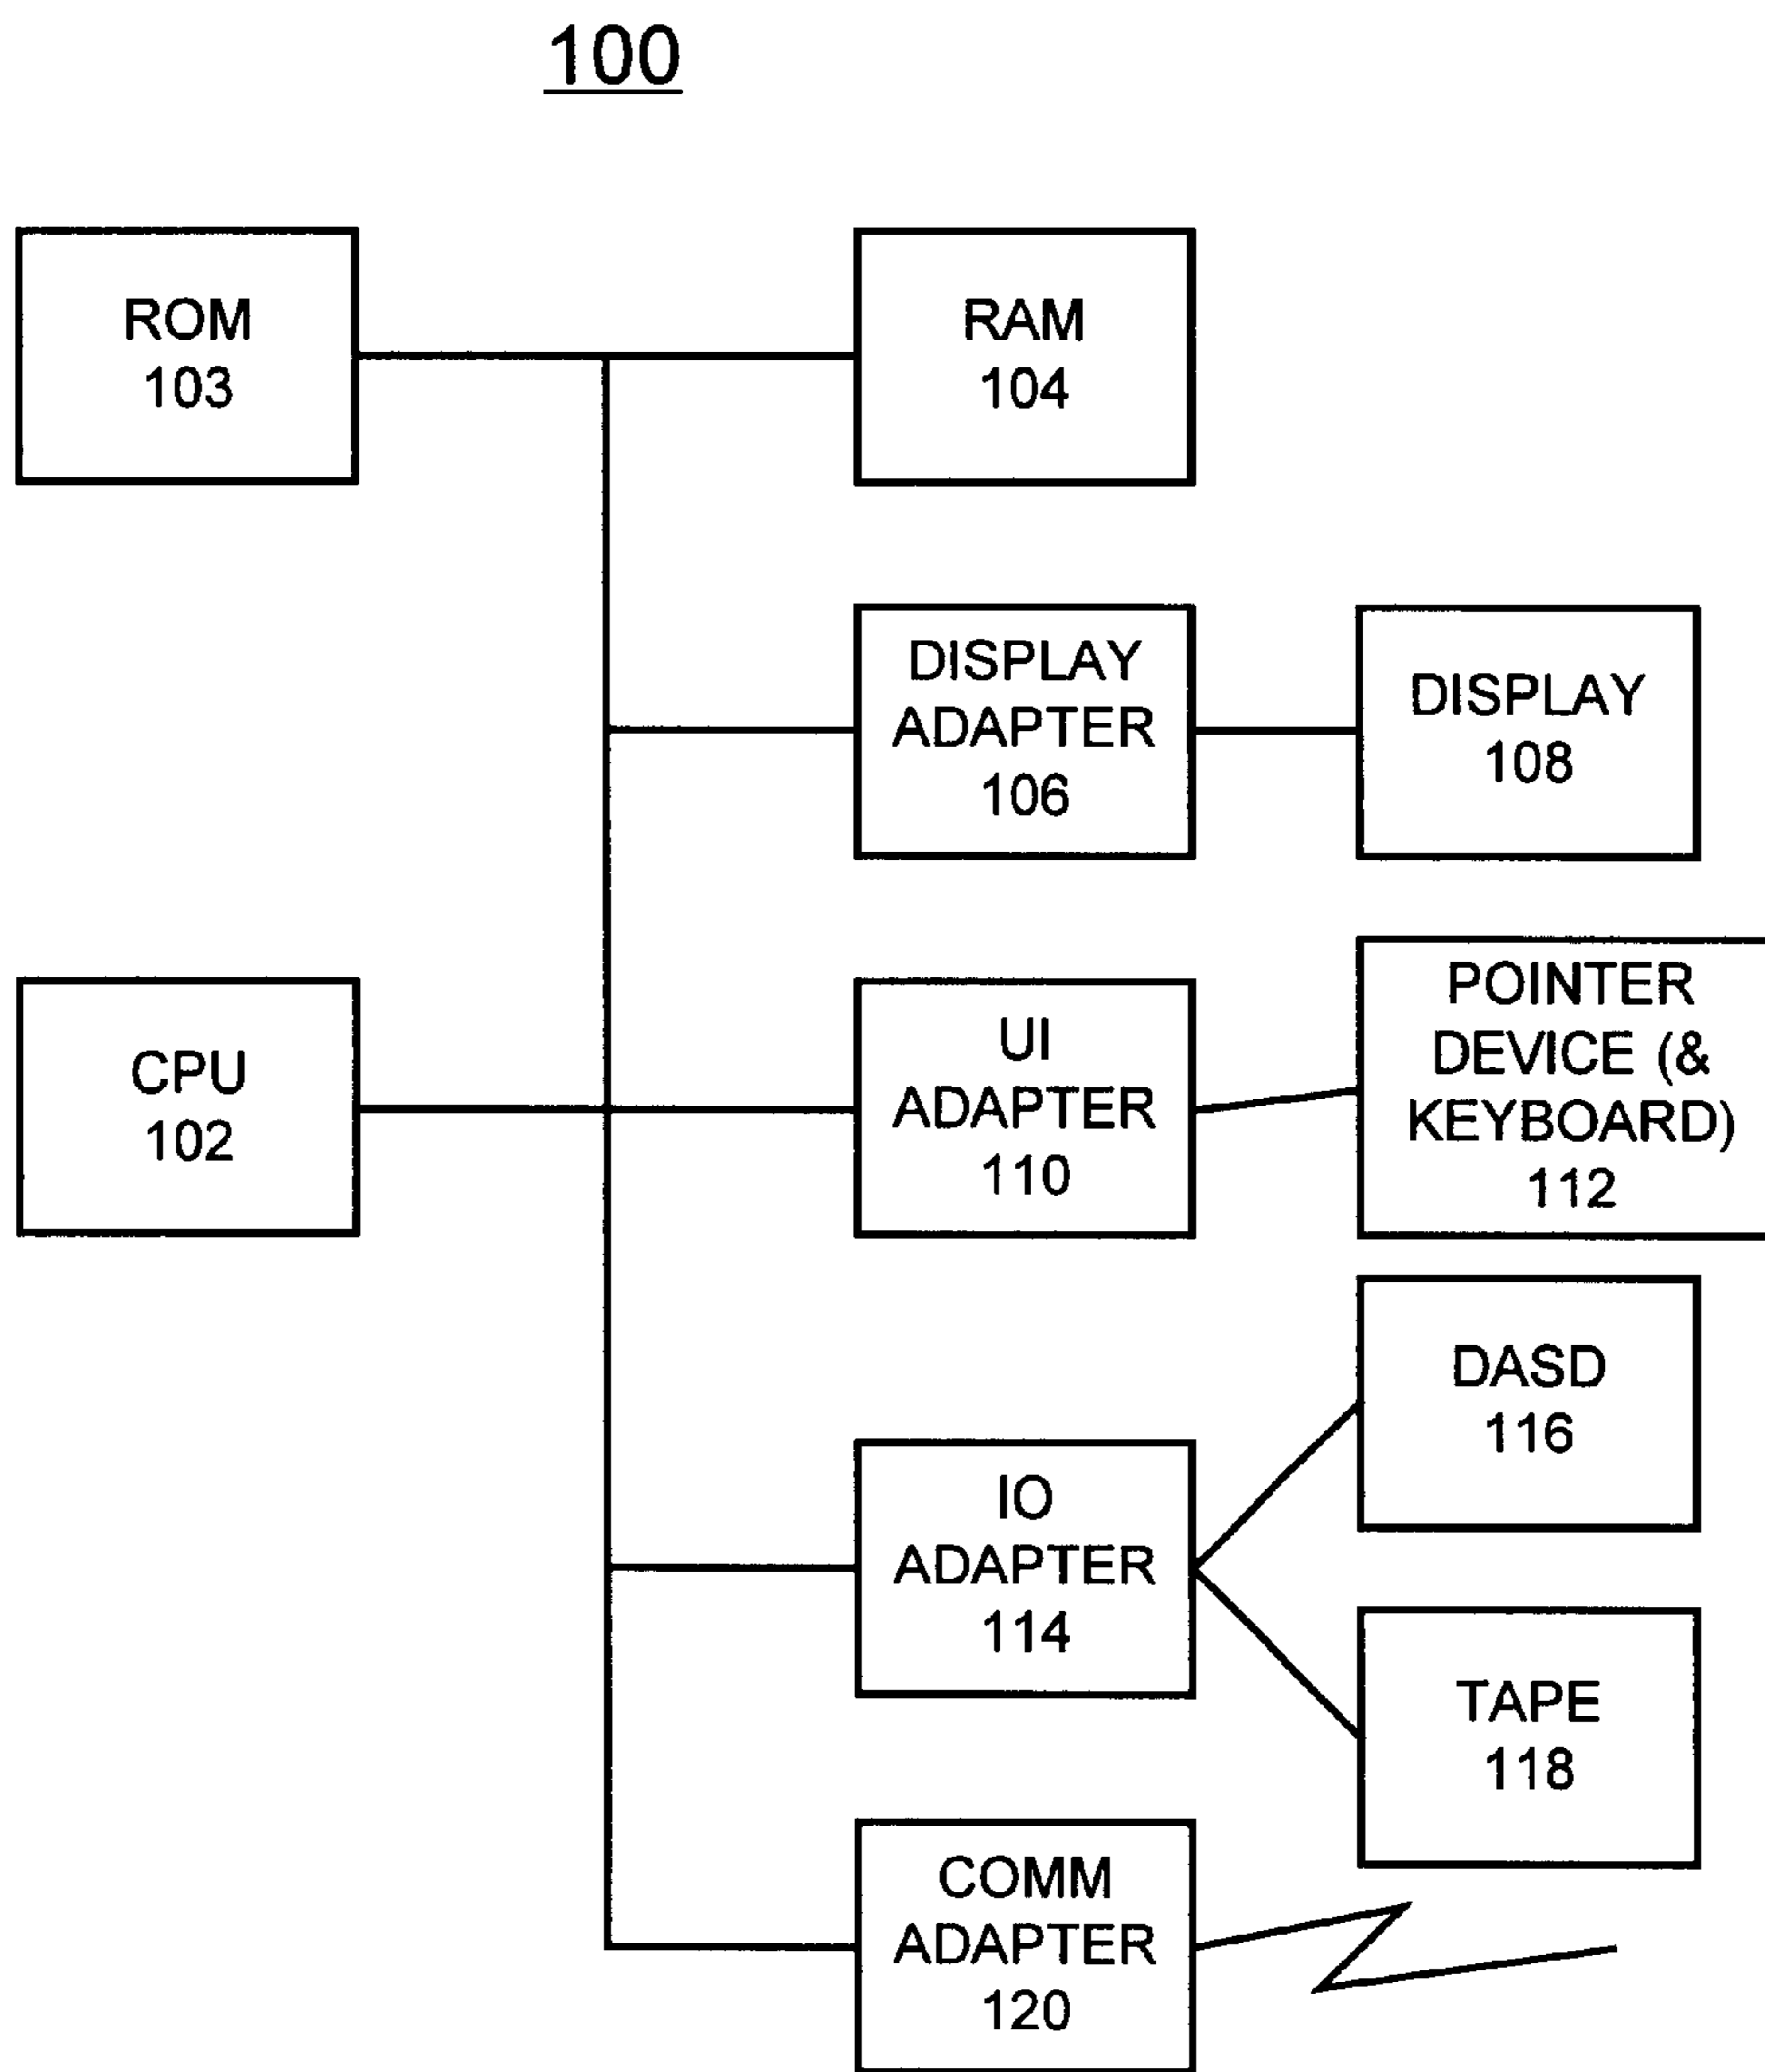 100
ROM
103
RAM
104
DISPLAY
ADAPTER
106
DISPLAY
108
CPU
102
UI
ADAPTER
110
POINTER
DEVICE (&
KEYBOARD)
112
IO
ADAPTER
114
DASD
116
TAPE
118
COMM
ADAPTER
120